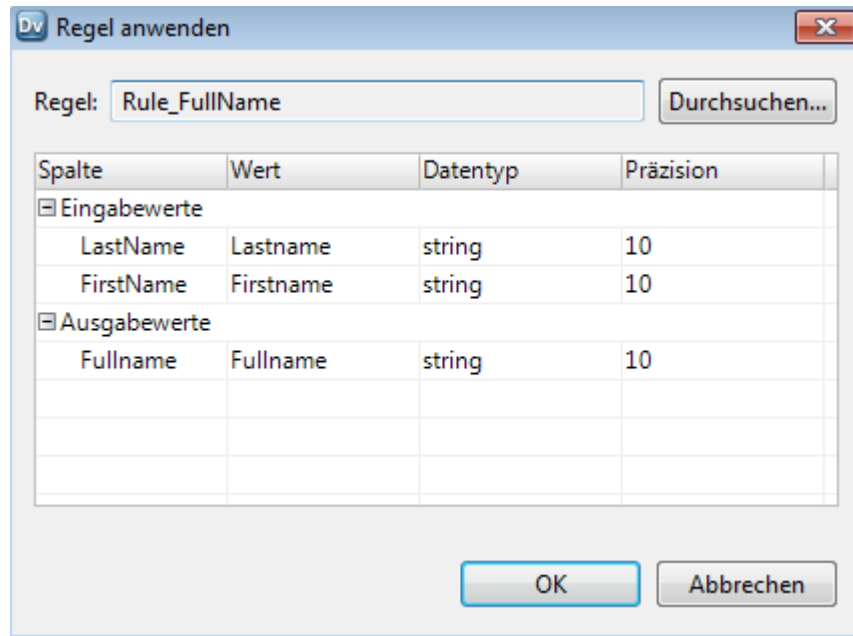 Dv Regel anwenden
Regel: Rule_FullName Durchsuchen...
Spalte Wert Datentyp Präzision
Eingabewerte
LastName Lastname string 10
FirstName Firstname string 10
Ausgabewerte
Fullname Fullname string 10
OK Abbrechen